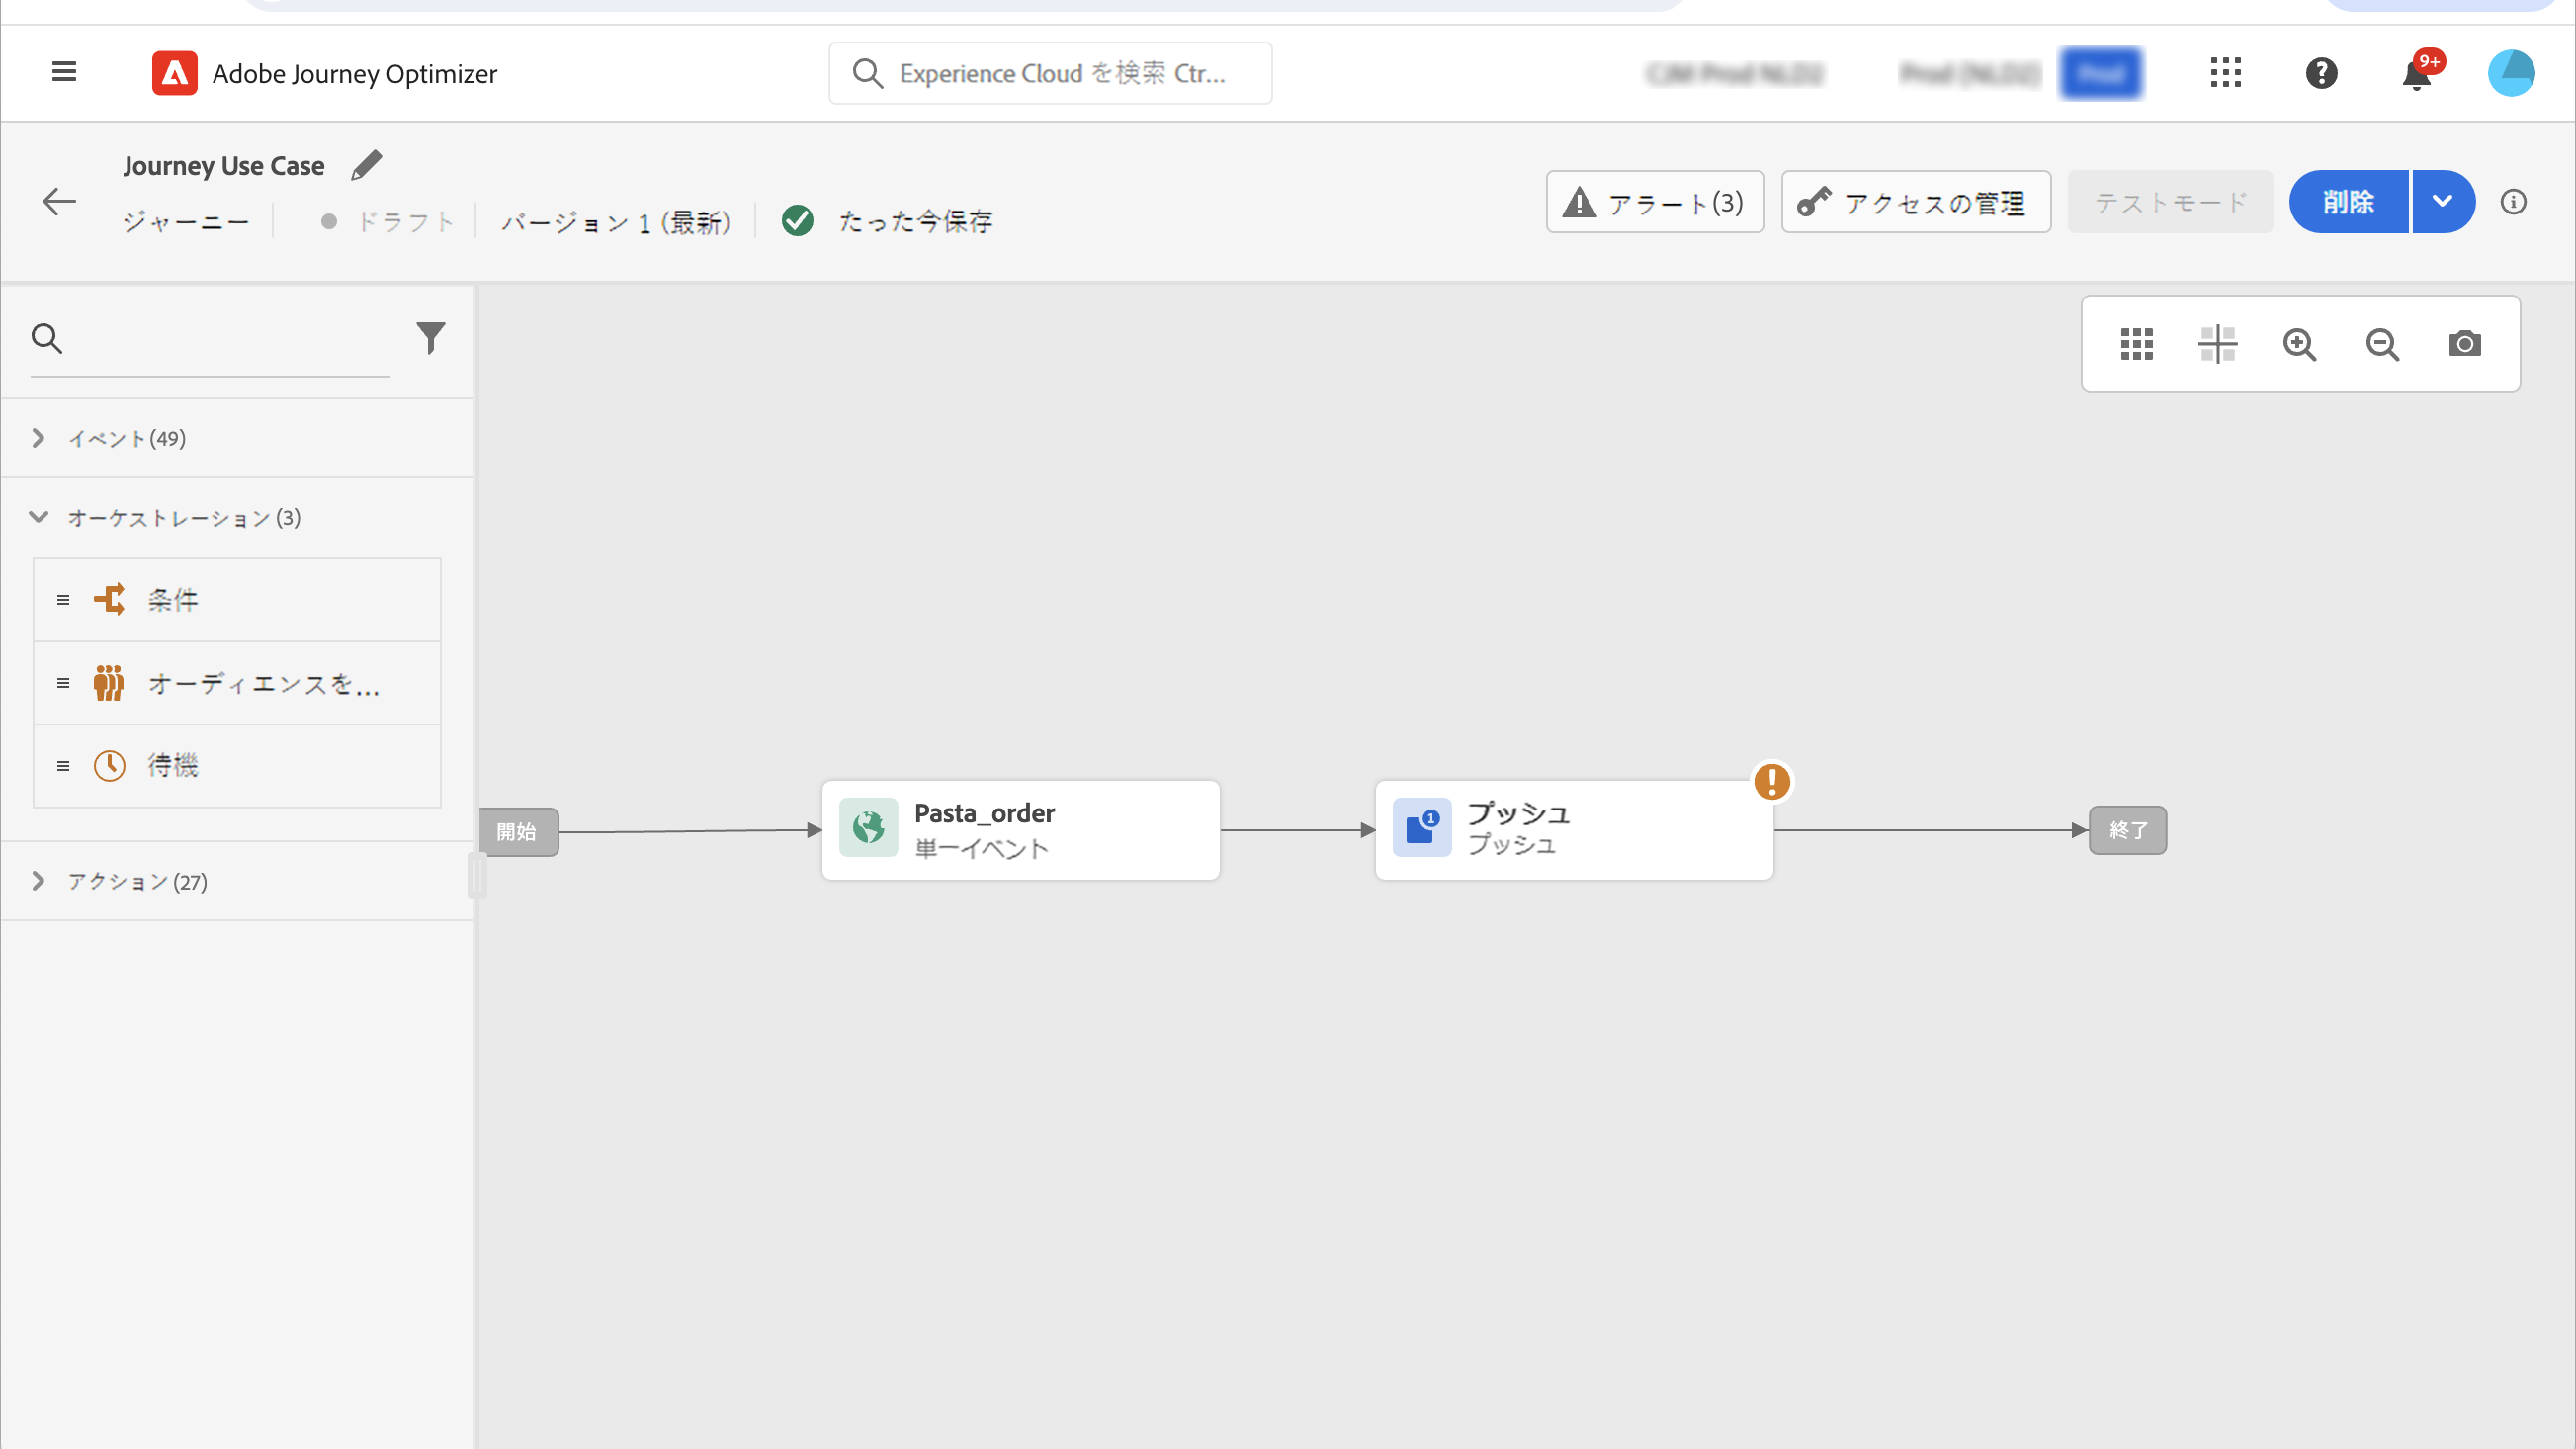 Adobe Journey Optimizer
Experience Cloud を検索 Ctr...
9+
Journey Use Case
ジャーニー
ドラフト
バージョン 1 (最新)
たった今保存
アラート(3)
アクセスの管理
テストモード
削除
イベント(49)
オーケストレーション(3)
条件
オーディエンスを...
待機
アクション(27)
開始
Pasta_order
単一イベント
1
プッシュ
プッシュ
終了